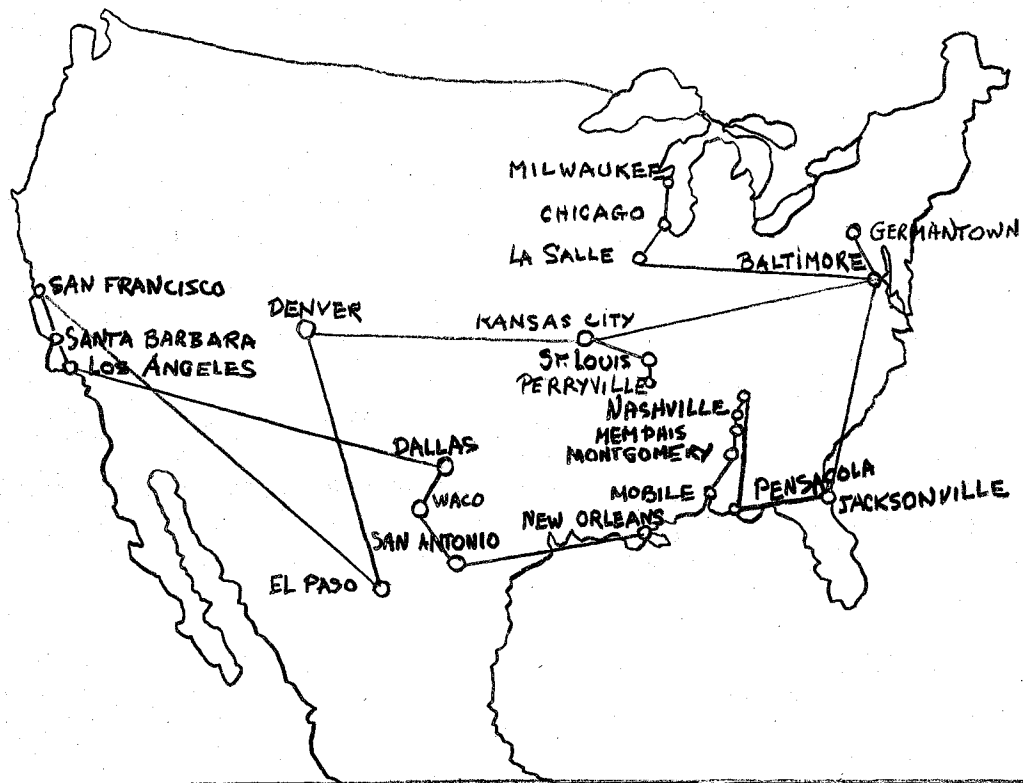 MILWAUKEE
CHICAGO
GERMANTOWN
LA SALLE
BALTIMORE
SAN FRANCISCO
DENVER
KANSAS CITY
SANTA BARBARA
ST. LOUIS
LOS ÁNGELES
PERRYVILLE
NASHVILLE
MEMPHIS
DALLAS
MONTGOMERY
PENSACOLA
WACO
MOBILE
JACKSONVILLE
NEW ORLEANS
SAN ANTONIO
EL PASO